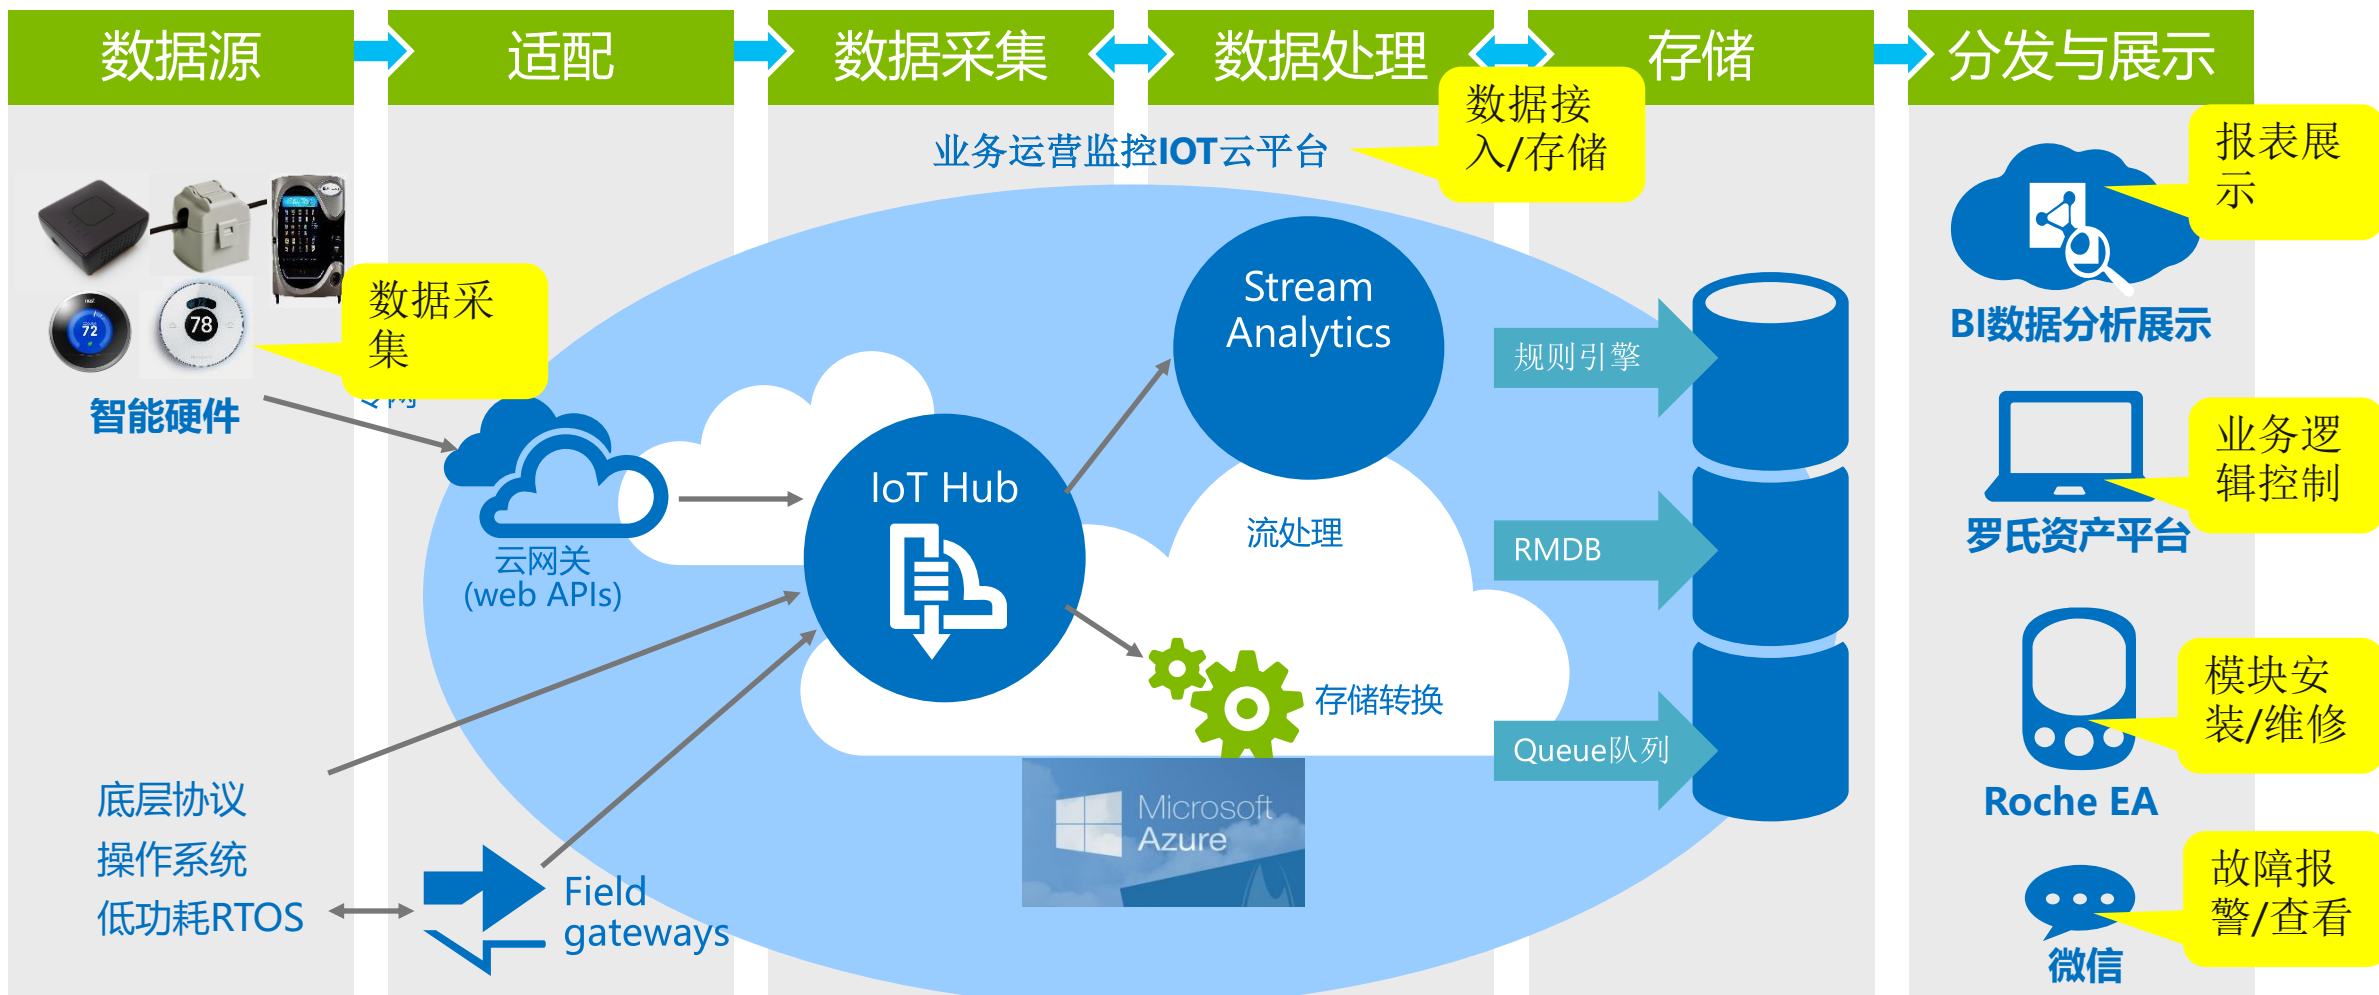 数据源
适配
数据采集
数据处理
存储
分发与展示
业务运营监控IOT云平台
数据接
入/存储
报表展
示
数据采
集
智能硬件
72
78
Stream
Analytics
规则引擎
BI数据分析展示
IoT Hub
云网关
(web APIs)
流处理
RMDB
业务逻
辑控制
罗氏资产平台
存储转换
Queue队列
模块安
装/维修
Roche EA
Microsoft
Azure
底层协议
操作系统
低功耗RTOS
Field
gateways
故障报
警/查看
微信